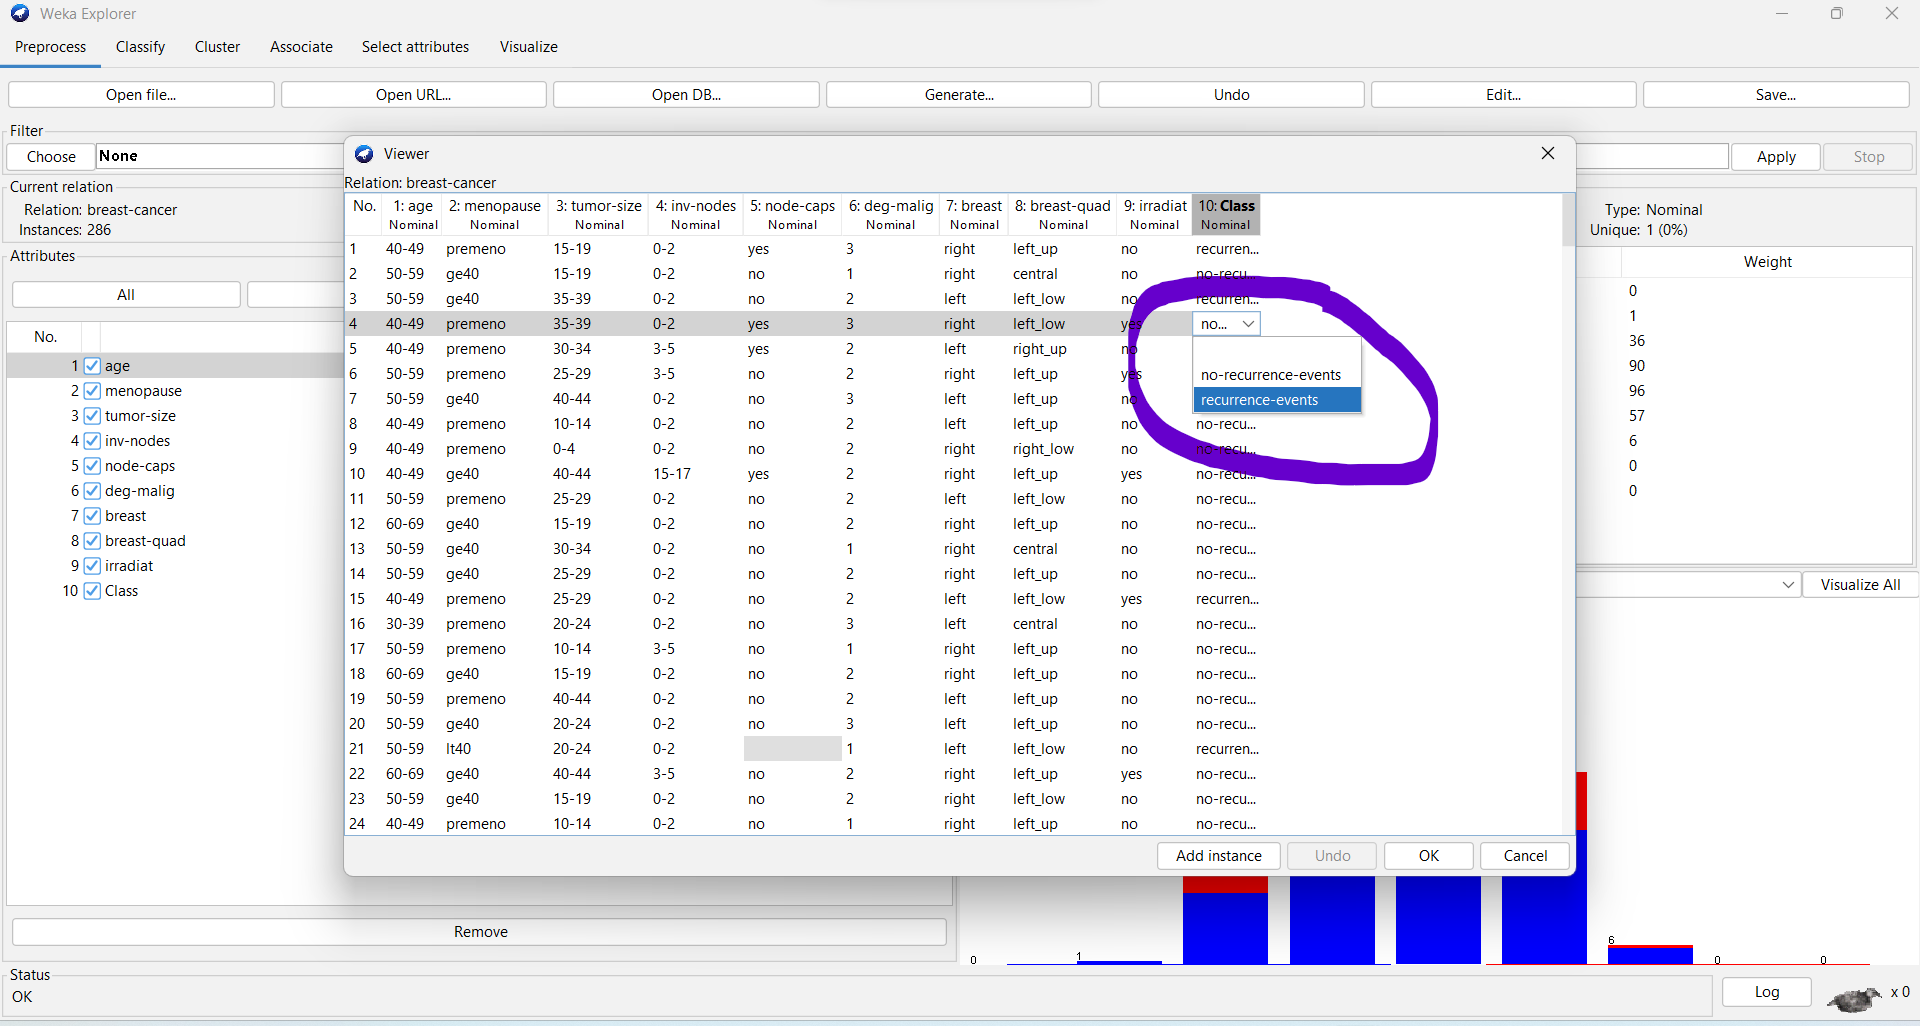 Weka Explorer
Preprocess Classify Cluster Associate Select attributes Visualize
Open file... Open URL... Open DB... Generate... Undo Edit... Save...
Filter
Choose None Apply Stop
Current relation
Relation: breast-cancer
Instances: 286
Type: Nominal
Unique: 1 (0%)
Attributes
All
No.
1 age
2 menopause
3 tumor-size
4 inv-nodes
5 node-caps
6 deg-malig
7 breast
8 breast-quad
9 irradiat
10 Class
Remove
Viewer
Relation: breast-cancer
No. 1: age 2: menopause 3: tumor-size 4: inv-nodes 5: node-caps 6: deg-malig 7: breast 8: breast-quad 9: irradiat 10: Class
Nominal Nominal Nominal Nominal Nominal Nominal Nominal Nominal Nominal Nominal
1 40-49 premeno 15-19 0-2 yes 3 right left_up no recurren...
2 50-59 ge40 15-19 0-2 no 1 right central no no-recu...
3 50-59 ge40 35-39 0-2 no 2 left left_low no recurren...
4 40-49 premeno 35-39 0-2 yes 3 right left_low yes no...
5 40-49 premeno 30-34 3-5 yes 2 left right_up no
6 50-59 premeno 25-29 3-5 no 2 right left_up yes no-recurrence-events
7 50-59 ge40 40-44 0-2 no 3 left left_up no recurrence-events
8 40-49 premeno 10-14 0-2 no 2 left left_up no no-recu...
9 40-49 premeno 0-4 0-2 no 2 right right_low no no-recu...
10 40-49 ge40 40-44 15-17 yes 2 right left_up yes no-recu...
11 50-59 premeno 25-29 0-2 no 2 left left_low no no-recu...
12 60-69 ge40 15-19 0-2 no 2 right left_up no no-recu...
13 50-59 ge40 30-34 0-2 no 1 right central no no-recu...
14 50-59 ge40 25-29 0-2 no 2 right left_up no no-recu...
15 40-49 premeno 25-29 0-2 no 2 left left_low yes recurren...
16 30-39 premeno 20-24 0-2 no 3 left central no no-recu...
17 50-59 premeno 10-14 3-5 no 1 right left_up no no-recu...
18 60-69 ge40 15-19 0-2 no 2 right left_up no no-recu...
19 50-59 premeno 40-44 0-2 no 2 left left_up no no-recu...
20 50-59 ge40 20-24 0-2 no 3 left left_up no no-recu...
21 50-59 lt40 20-24 0-2 1 left left_low no recurren...
22 60-69 ge40 40-44 3-5 no 2 right left_up yes no-recu...
23 50-59 ge40 15-19 0-2 no 2 right left_low no no-recu...
24 40-49 premeno 10-14 0-2 no 1 right left_up no no-recu...
Add instance Undo OK Cancel
Weight
0
1
36
90
96
57
6
0
0
Visualize All
0 1 6 0 0
Status
OK
Log x 0